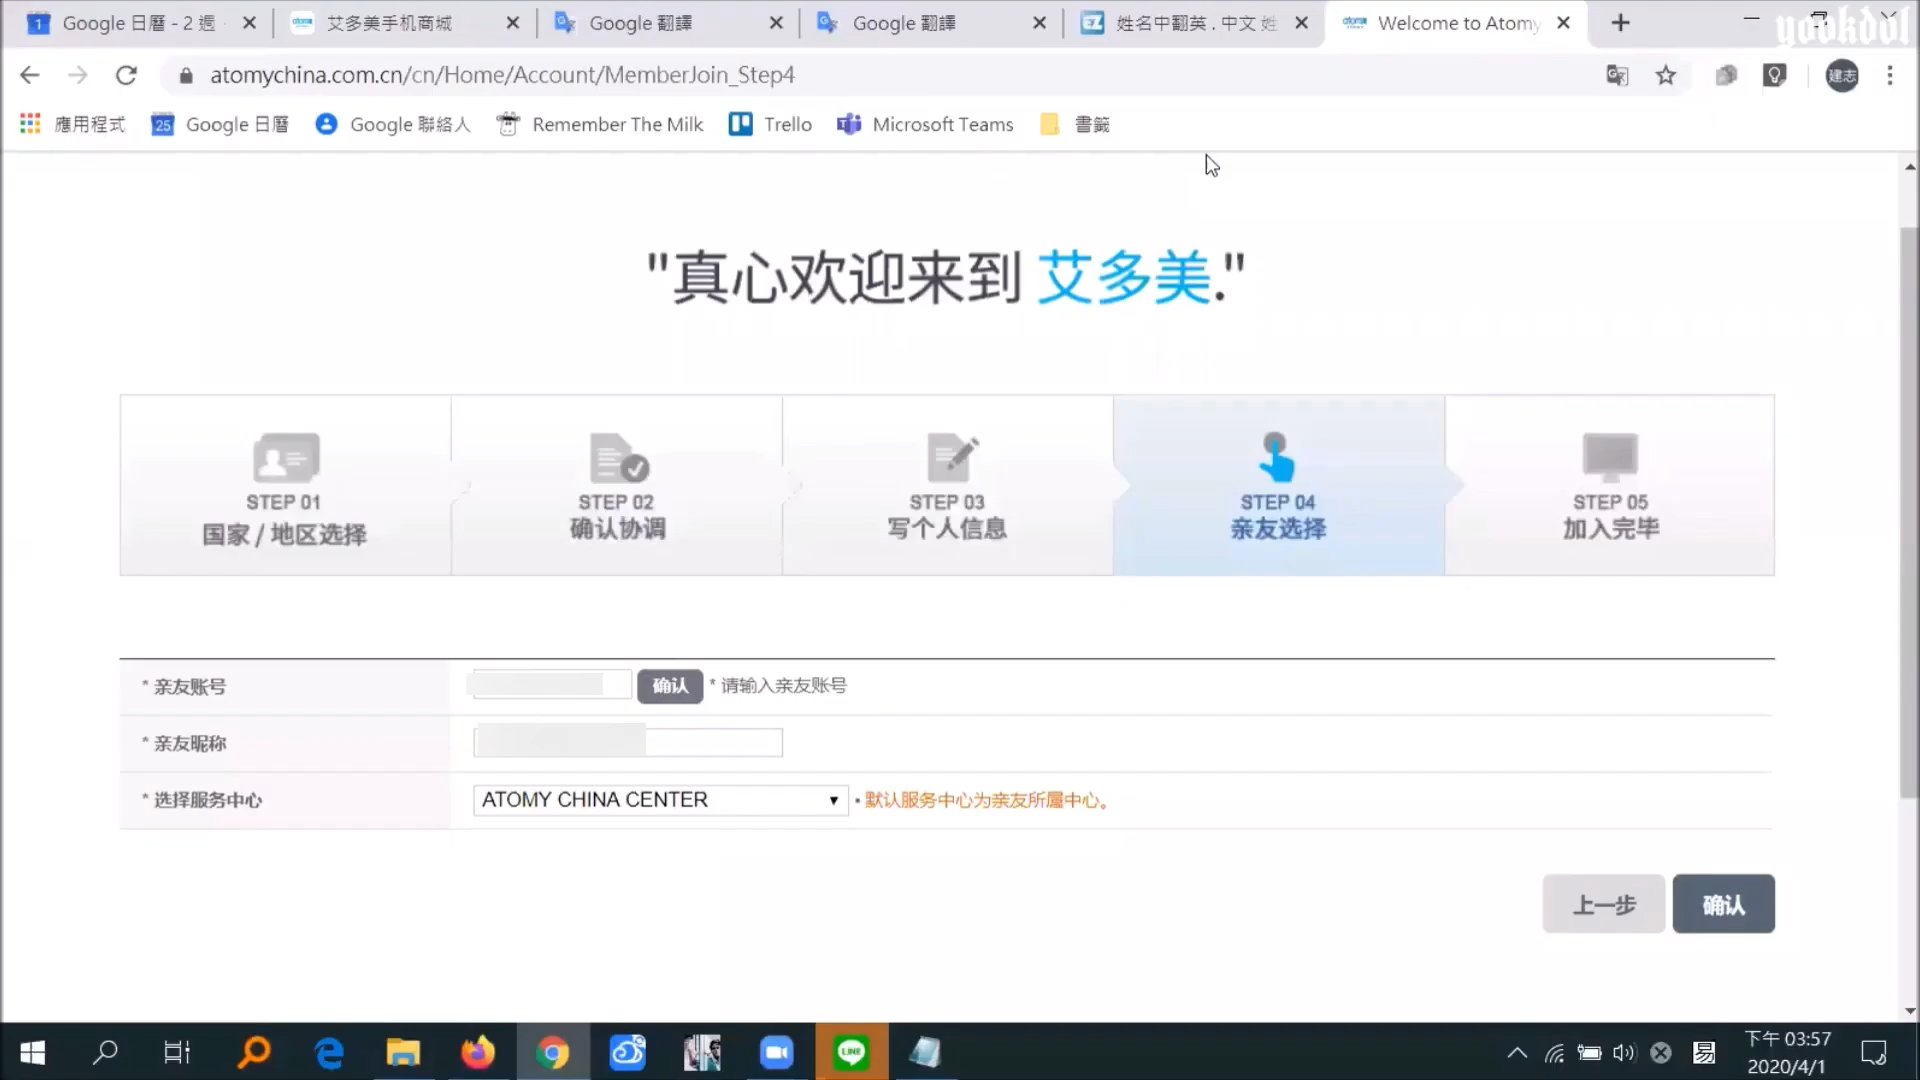 Google 日曆 - 2 週
艾多美手机商城
Google 翻譯
Google 翻譯
姓名中翻英 . 中文 姓
Welcome to Atomy
yookdol
atomychina.com.cn/cn/Home/Account/MemberJoin_Step4
建志
應用程式
25
Google 日曆
Google 聯絡人
Remember The Milk
Trello
Microsoft Teams
書籤
"真心欢迎来到 艾多美."
STEP 01
国家 / 地区选择
STEP 02
确认协调
STEP 03
写个人信息
STEP 04
亲友选择
STEP 05
加入完毕
* 亲友账号
确认
* 请输入亲友账号
* 亲友昵称
* 选择服务中心
ATOMY CHINA CENTER
• 默认服务中心为亲友所属中心。
上一步
确认
LINE
易
下午 03:57
2020/4/1